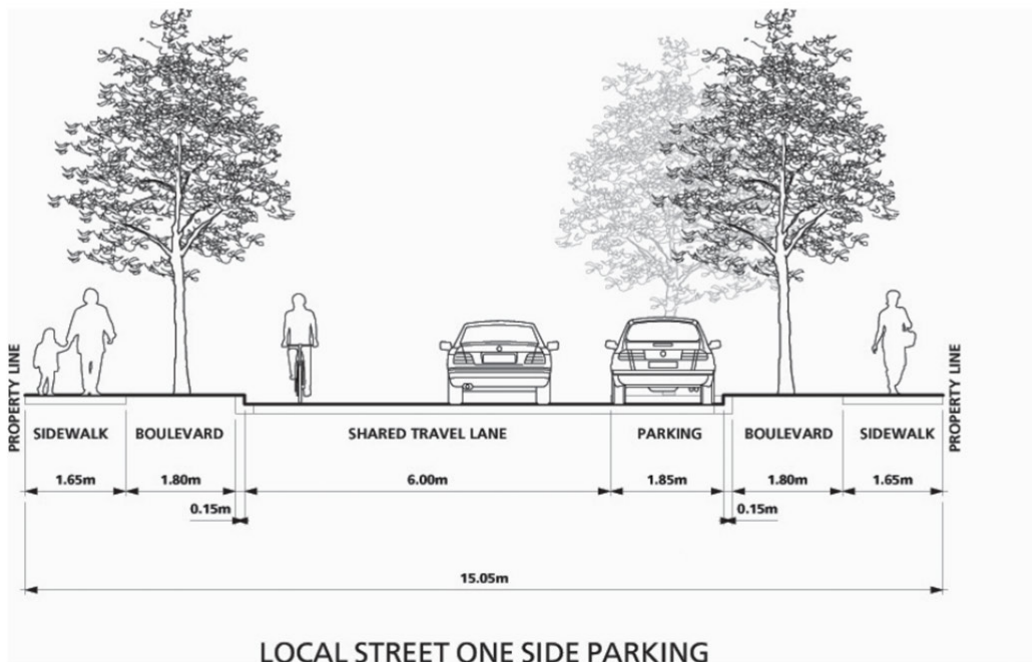 PROPERTY LINE
SIDEWALK BOULEVARD SHARED TRAVEL LANE PARKING BOULEVARD SIDEWALK
PROPERTY LINE
1.65m 1.80m 6.00m 1.85m 1.80m 1.65m
0.15m 0.15m
15.05m
LOCAL STREET ONE SIDE PARKING